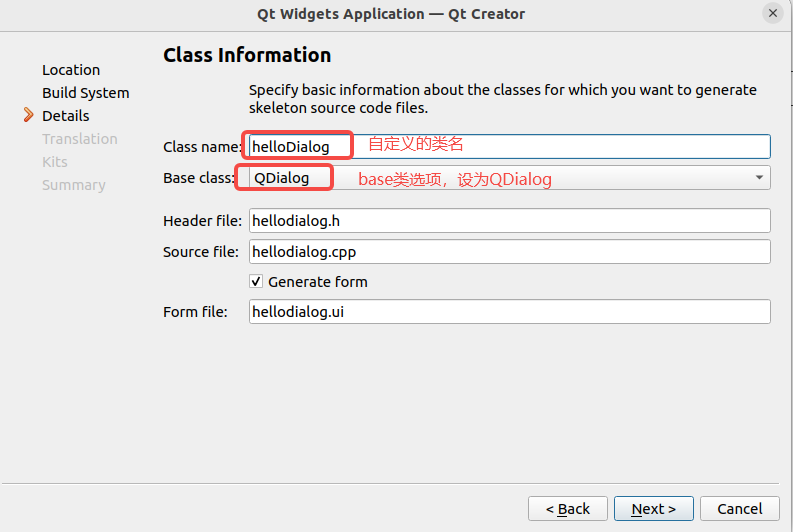 Qt Widgets Application — Qt Creator
Class Information
Location
Build System
Details
Translation
Kits
Summary
Specify basic information about the classes for which you want to generate
skeleton source code files.
Class name: helloDialog 自定义的类名
Base class: QDialog base类选项，设为QDialog
Header file: hellodialog.h
Source file: hellodialog.cpp
Generate form
Form file: hellodialog.ui
< Back Next > Cancel